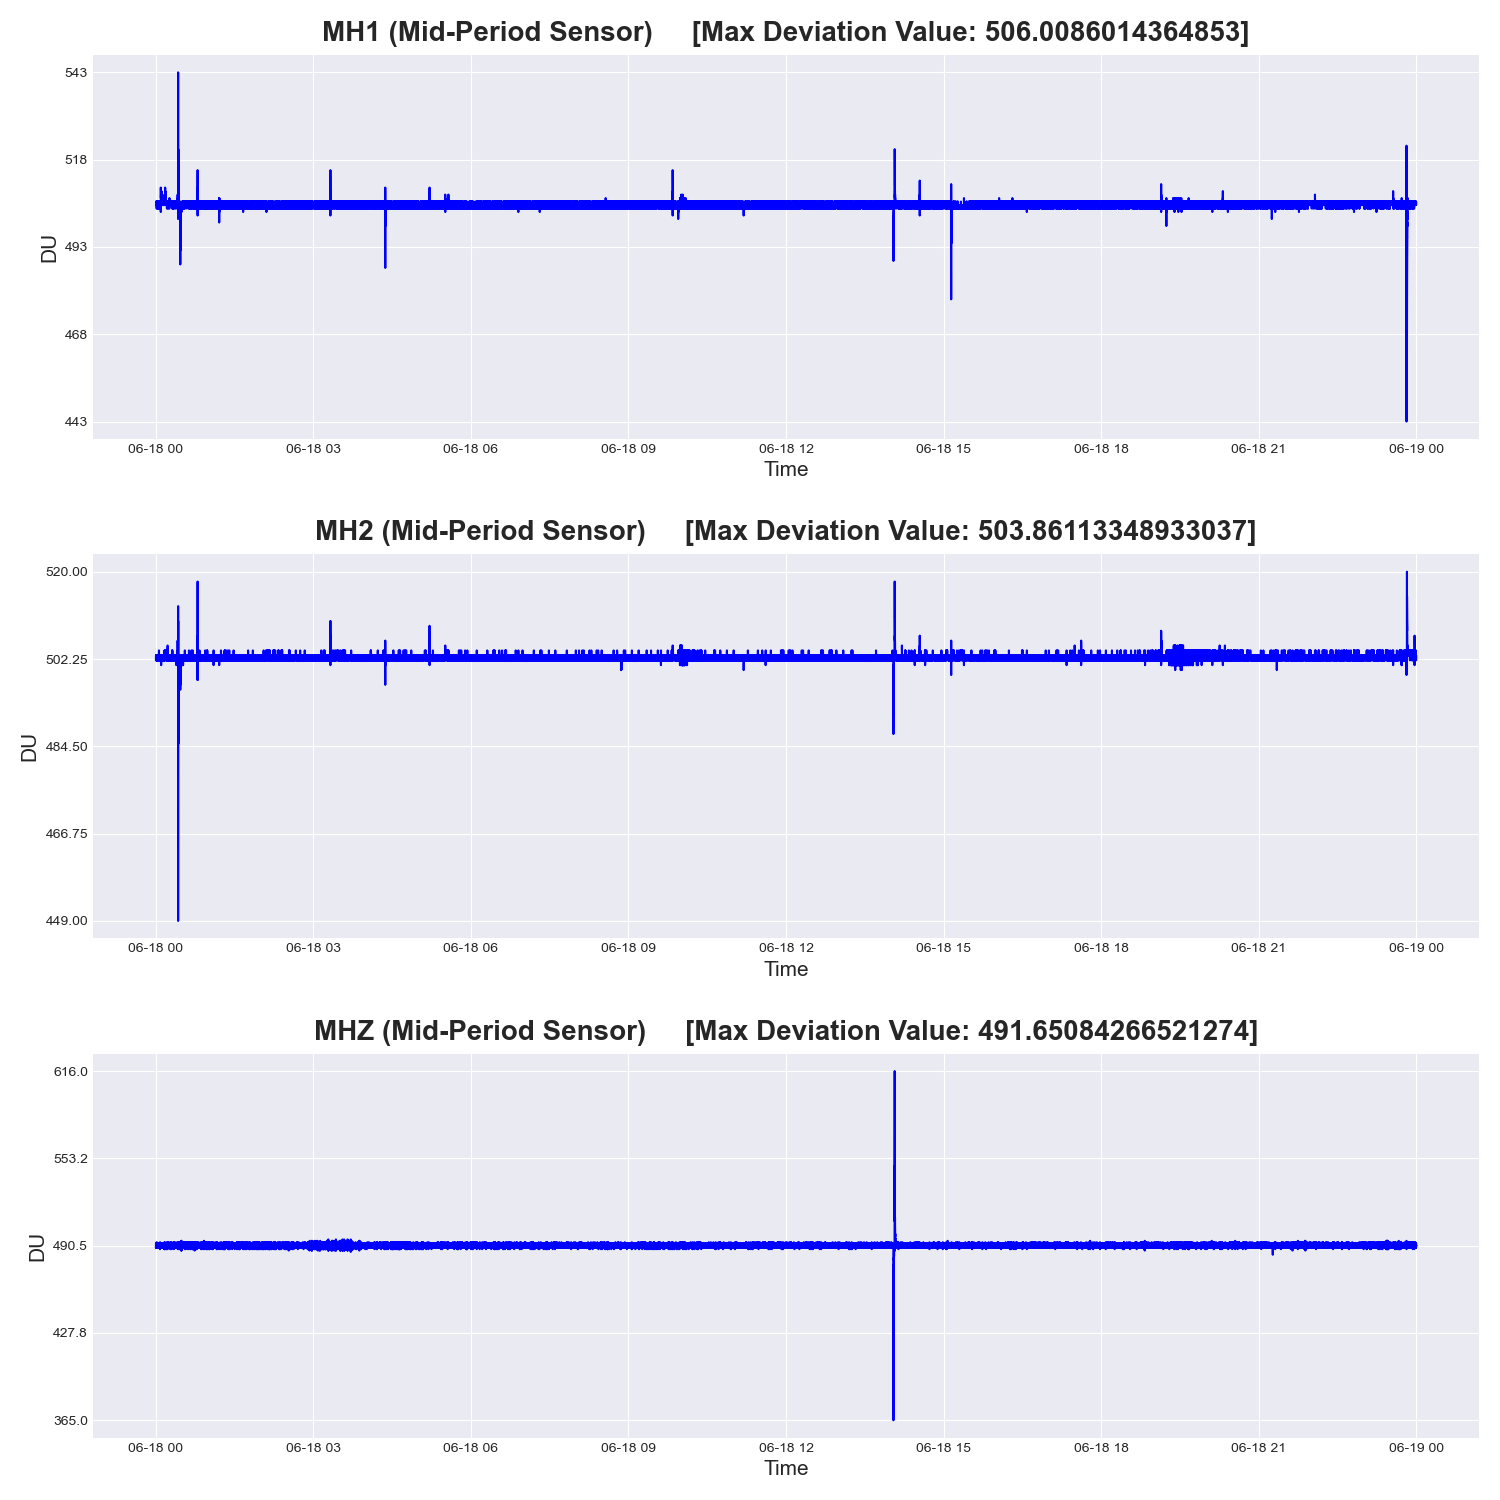 MH1 (Mid-Period Sensor) [Max Deviation Value: 506.0086014364853]
543
518
493
468
443
DU
06-18 00 06-18 03 06-18 06 06-18 09 06-18 12 06-18 15 06-18 18 06-18 21 06-19 00
Time
MH2 (Mid-Period Sensor) [Max Deviation Value: 503.86113348933037]
520.00
502.25
484.50
466.75
449.00
DU
06-18 00 06-18 03 06-18 06 06-18 09 06-18 12 06-18 15 06-18 18 06-18 21 06-19 00
Time
MHZ (Mid-Period Sensor) [Max Deviation Value: 491.65084266521274]
616.0
553.2
490.5
427.8
365.0
DU
06-18 00 06-18 03 06-18 06 06-18 09 06-18 12 06-18 15 06-18 18 06-18 21 06-19 00
Time